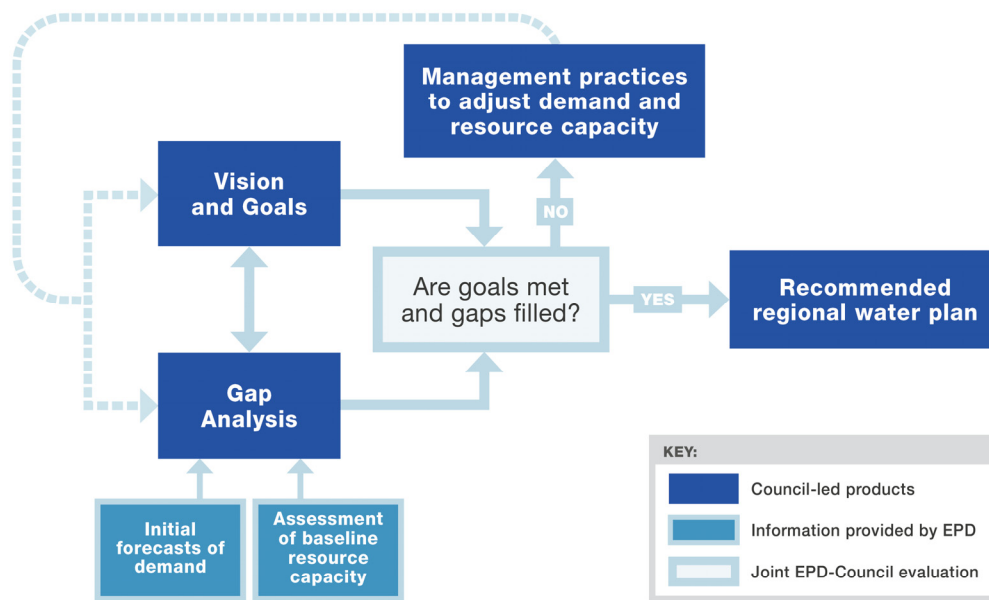 Management practices
to adjust demand and
resource capacity
Vision
and Goals
NO
Are goals met
and gaps filled?
YES
Recommended
regional water plan
Gap
Analysis
Initial
forecasts of
demand
Assessment
of baseline
resource
capacity
KEY:
Council-led products
Information provided by EPD
Joint EPD-Council evaluation